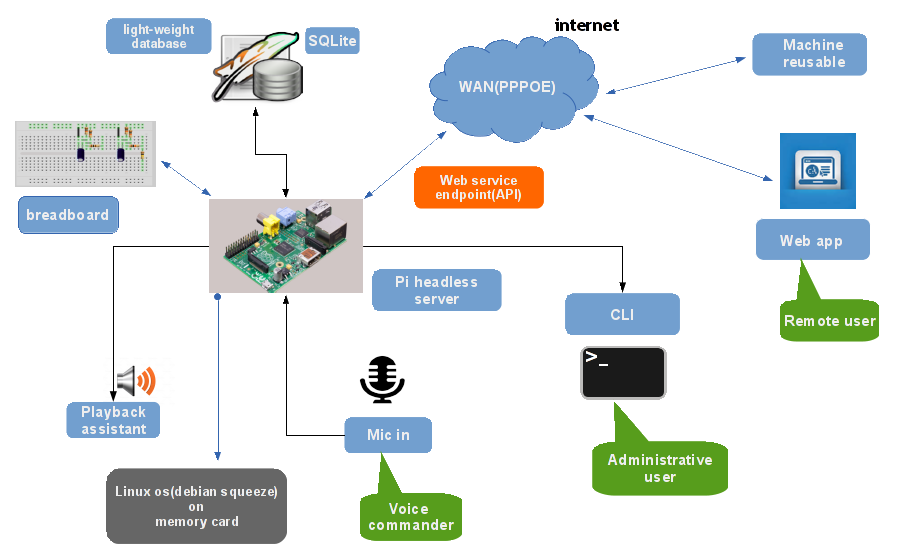 internet
light-weight
database
SQLite
WAN(PPPOE)
Machine
reusable
Web service
endpoint(API)
breadboard
Web app
Pi headless
server
CLI
Remote user
>_
Playback
assistant
Mic in
Administrative
user
Linux os(debian squeeze)
on
memory card
Voice
commander